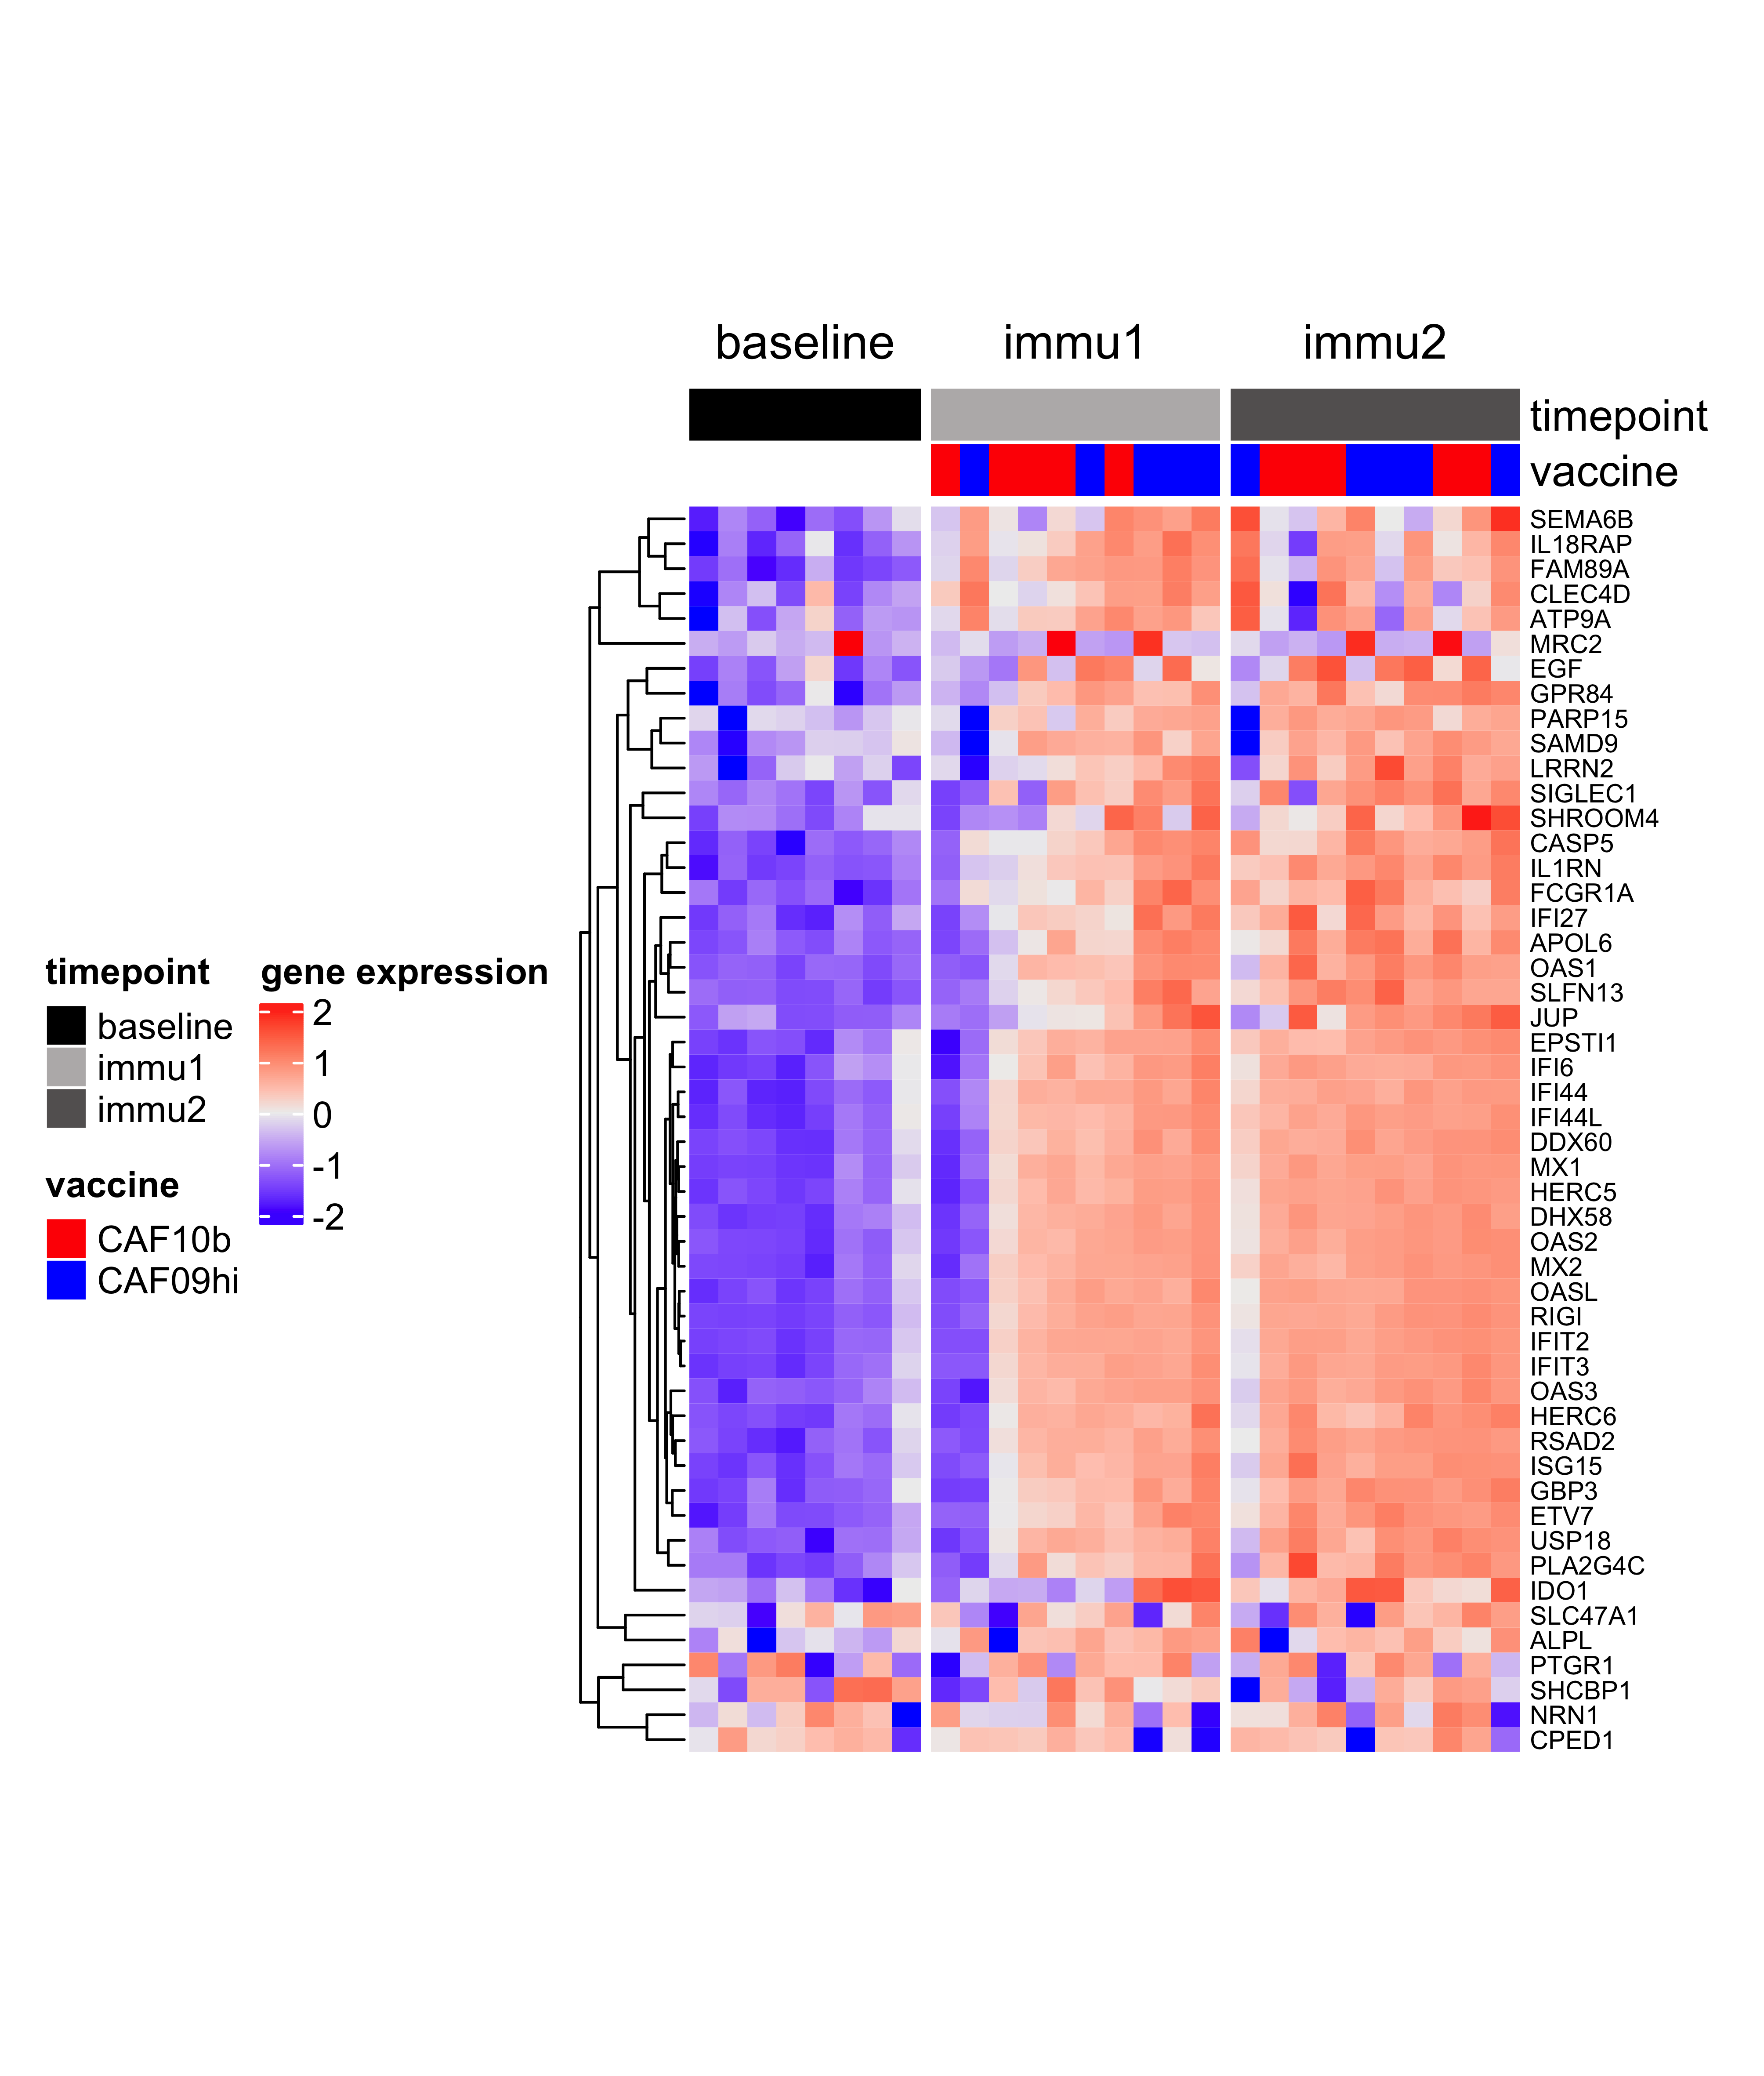 baseline immu1 immu2
timepoint
vaccine
SEMA6B
IL18RAP
FAM89A
CLEC4D
ATP9A
MRC2
EGF
GPR84
PARP15
SAMD9
LRRN2
SIGLEC1
SHROOM4
CASP5
IL1RN
FCGR1A
IFI27
APOL6
OAS1
SLFN13
JUP
EPSTI1
IFI6
IFI44
IFI44L
DDX60
MX1
HERC5
DHX58
OAS2
MX2
OASL
RIGI
IFIT2
IFIT3
OAS3
HERC6
RSAD2
ISG15
GBP3
ETV7
USP18
PLA2G4C
IDO1
SLC47A1
ALPL
PTGR1
SHCBP1
NRN1
CPED1
timepoint
baseline
immu1
immu2
vaccine
CAF10b
CAF09hi
gene expression
2
1
0
-1
-2